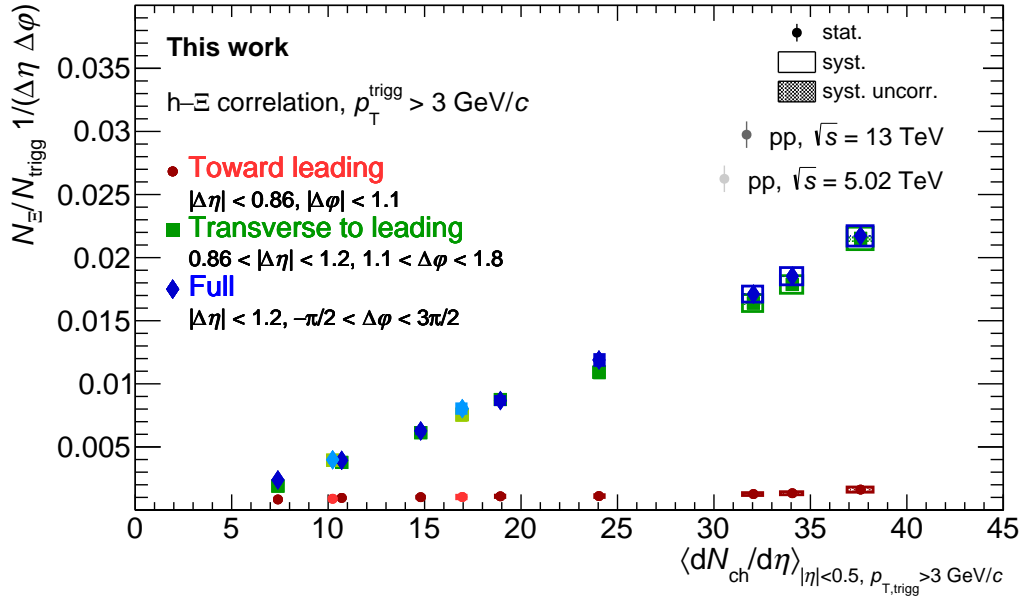 N_Ξ/N_trigg 1/(Δη Δφ)
This work
h–Ξ correlation, p_T^trigg > 3 GeV/c
Toward leading
|Δη| < 0.86, |Δφ| < 1.1
Transverse to leading
0.86 < |Δη| < 1.2, 1.1 < Δφ < 1.8
Full
|Δη| < 1.2, −π/2 < Δφ < 3π/2
stat.
syst.
syst. uncorr.
pp, √s = 13 TeV
pp, √s = 5.02 TeV
0.035
0.03
0.025
0.02
0.015
0.01
0.005
0 5 10 15 20 25 30 35 40 45
⟨dN_ch/dη⟩_|η|<0.5, p_T,trigg>3 GeV/c